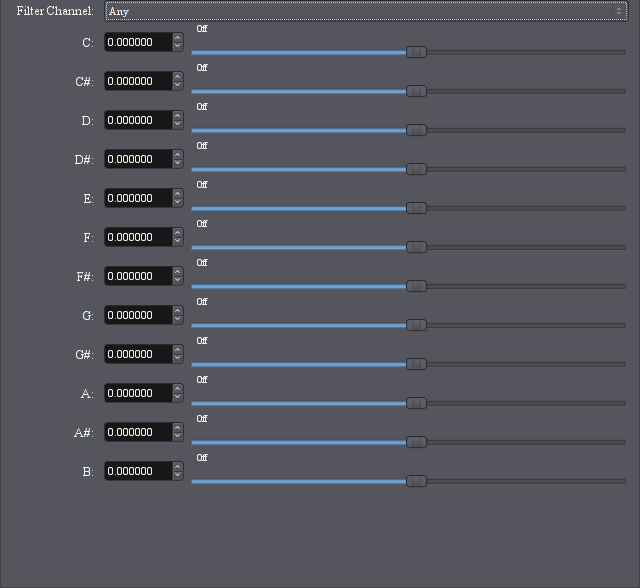 Filter Channel: Any
Off
C: 0.000000
Off
C#: 0.000000
Off
D: 0.000000
Off
D#: 0.000000
Off
E: 0.000000
Off
F: 0.000000
Off
F#: 0.000000
Off
G: 0.000000
Off
G#: 0.000000
Off
A: 0.000000
Off
A#: 0.000000
Off
B: 0.000000